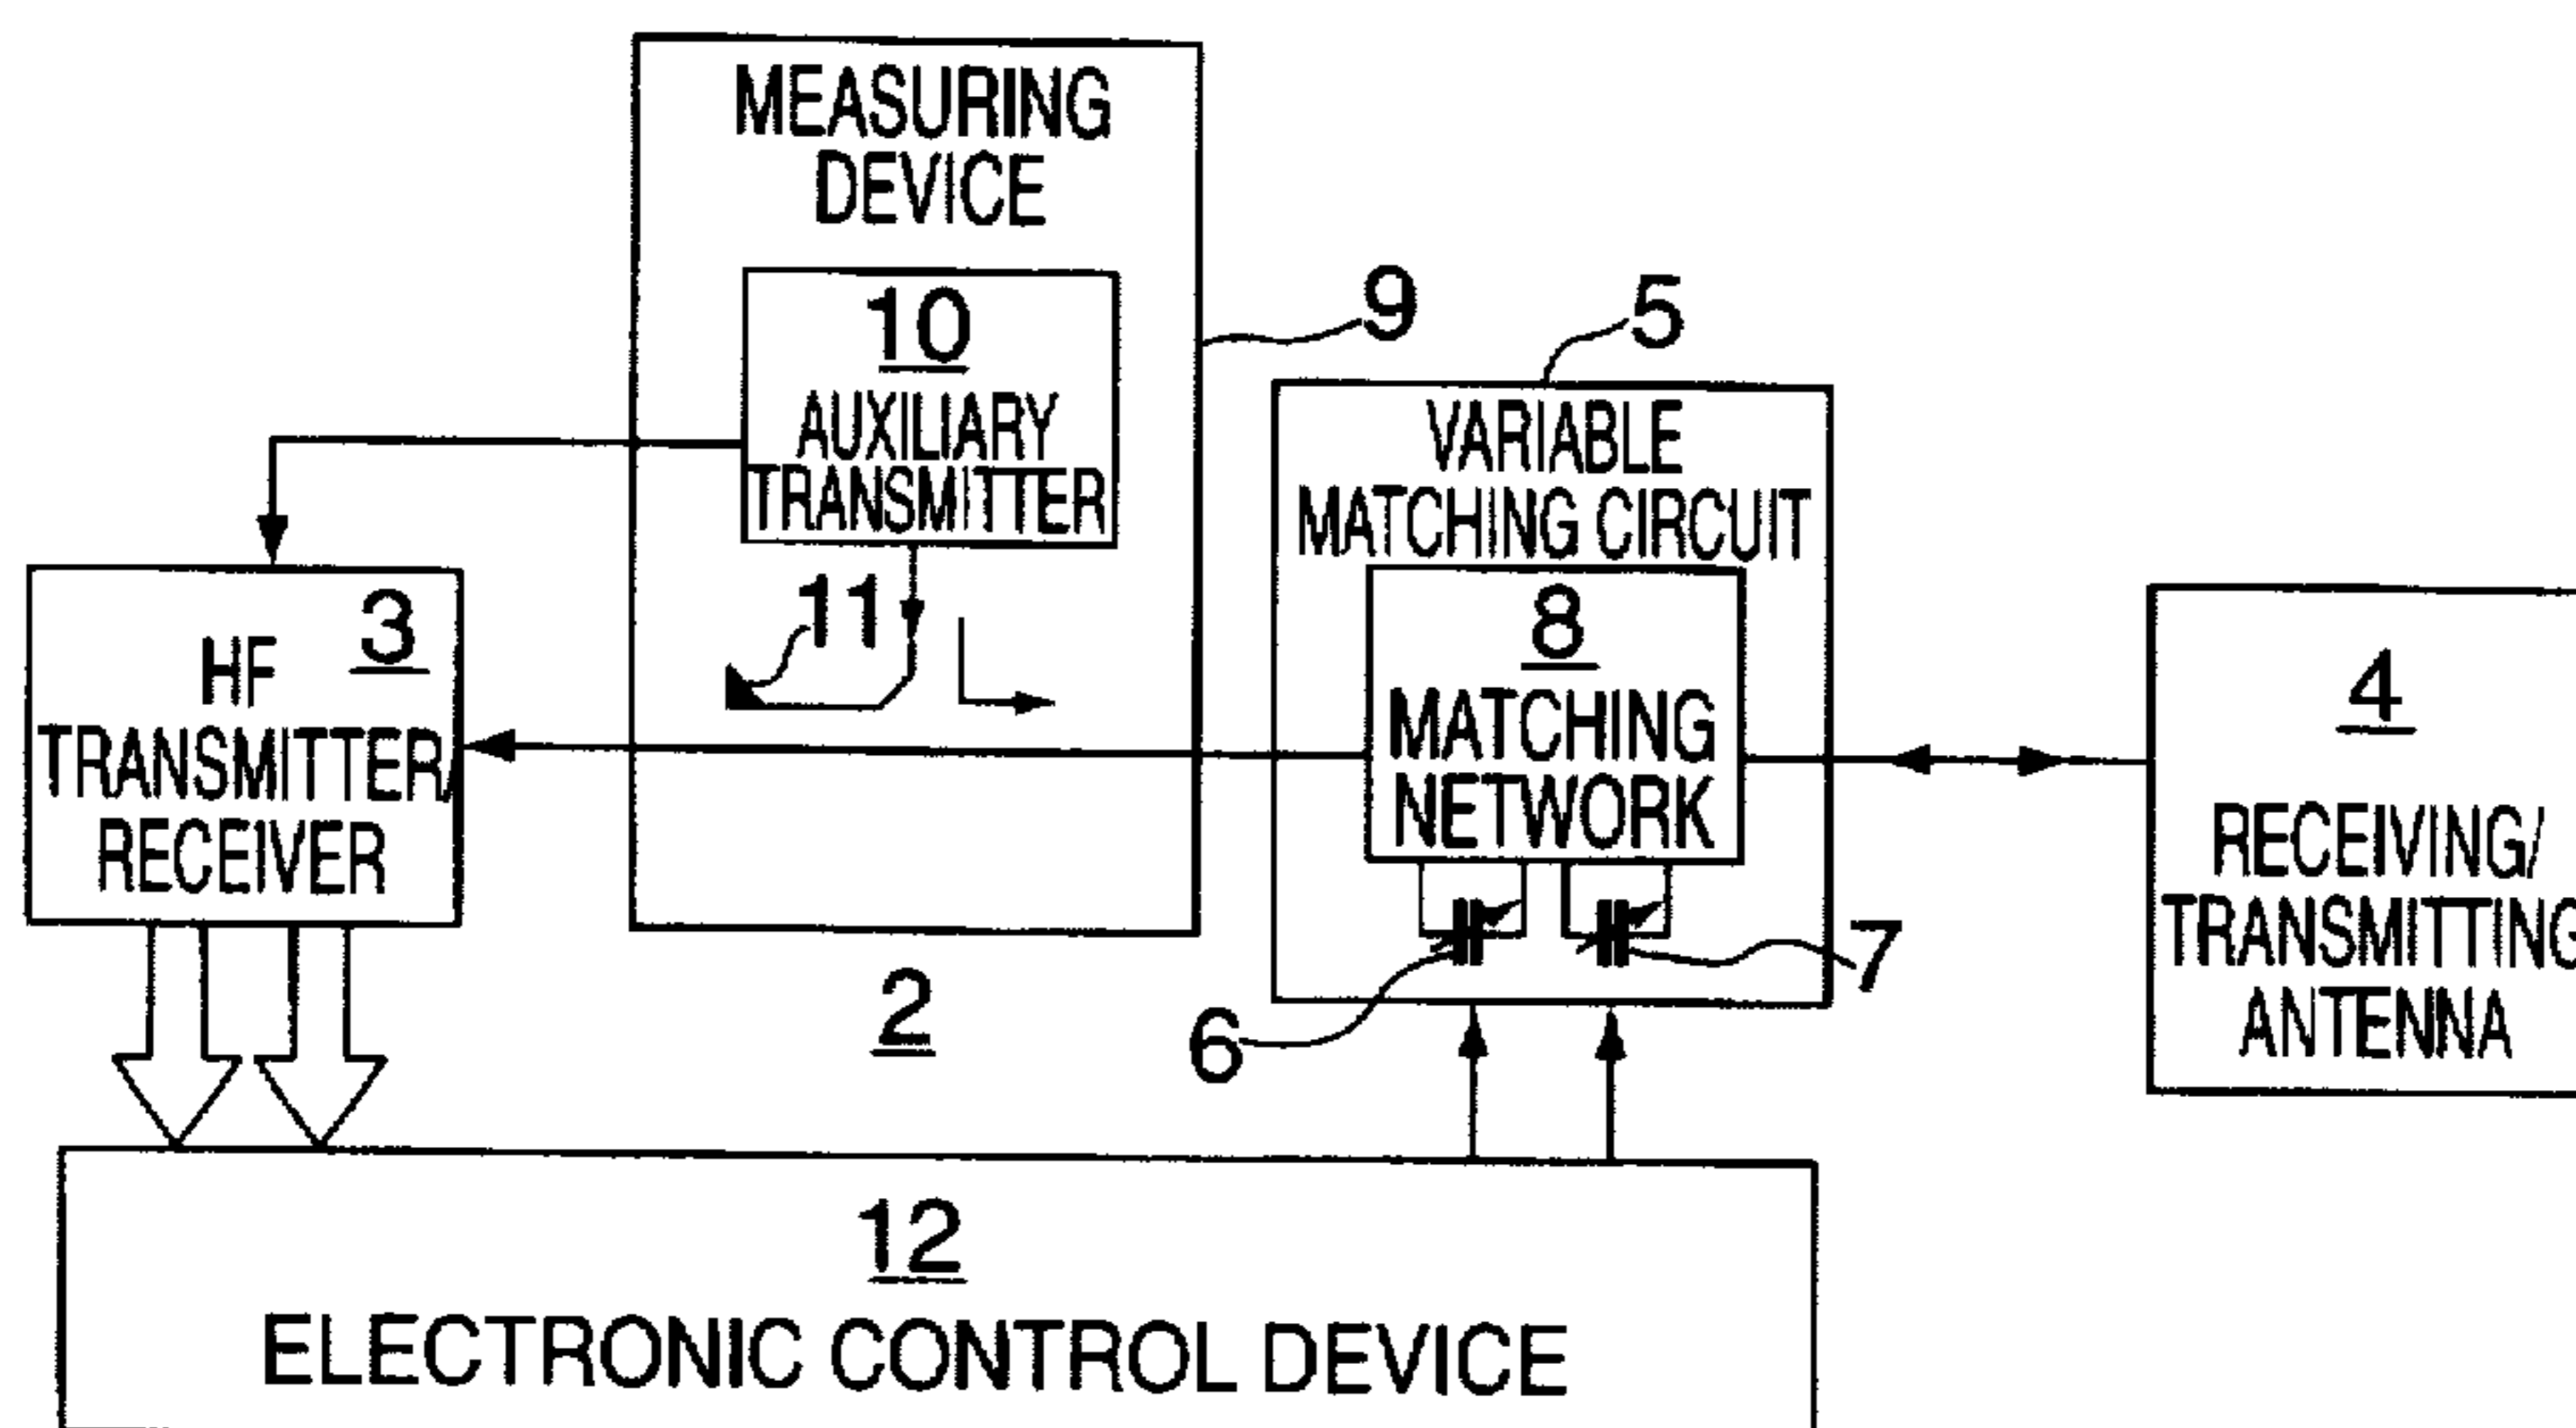 MEASURING
DEVICE
10
AUXILIARY
TRANSMITTER
11
9
5
VARIABLE
MATCHING CIRCUIT
8
MATCHING
NETWORK
3
HF
TRANSMITTER/
RECEIVER
4
RECEIVING/
TRANSMITTING
ANTENNA
2
6
7
12
ELECTRONIC CONTROL DEVICE